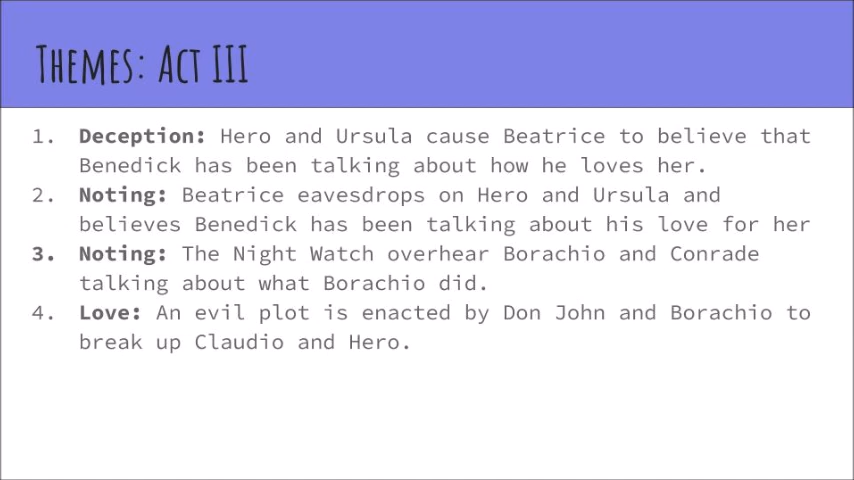 Themes: Act III
1. Deception: Hero and Ursula cause Beatrice to believe that
Benedick has been talking about how he loves her.
2. Noting: Beatrice eavesdrops on Hero and Ursula and
believes Benedick has been talking about his love for her
3. Noting: The Night Watch overhear Borachio and Conrade
talking about what Borachio did.
4. Love: An evil plot is enacted by Don John and Borachio to
break up Claudio and Hero.